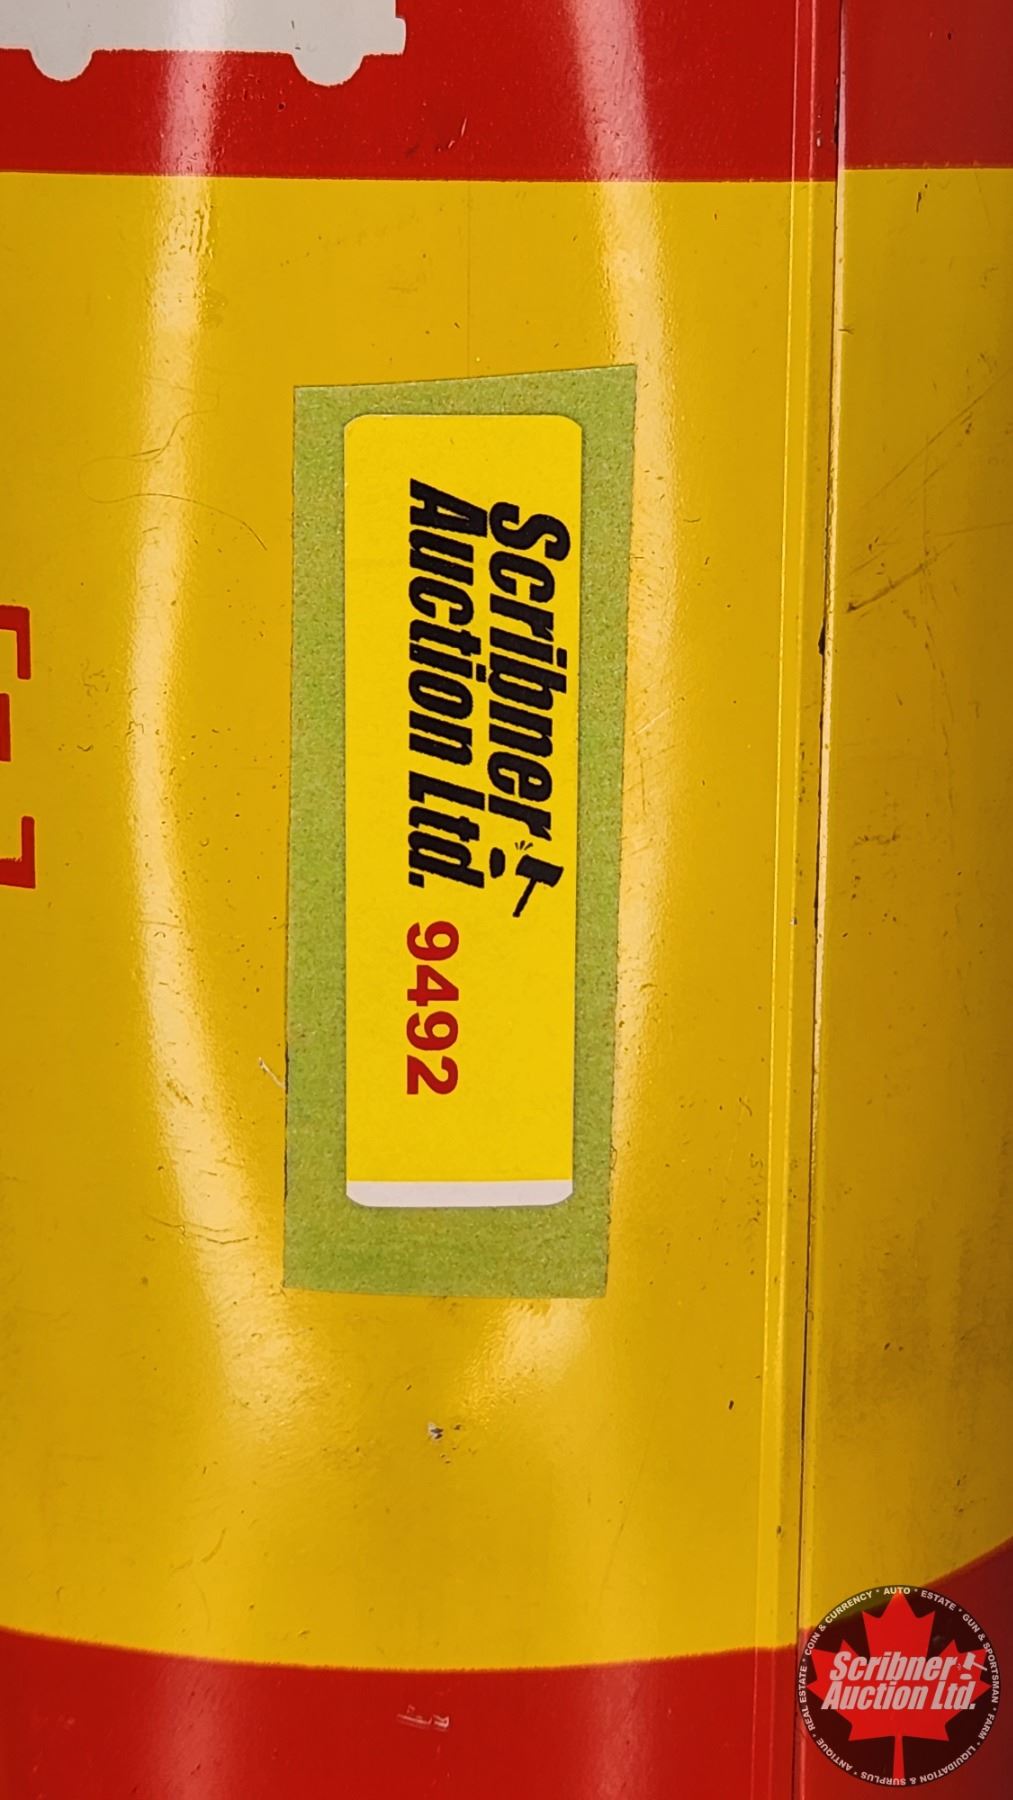 Scribner
Auction Ltd. 9492
Scribner
Auction Ltd.
COIN & CURRENCY * AUTO * ESTATE * GUN & SPORTSMAN * FARM * LIQUIDATION & SURPLUS * ANTIQUE * REAL ESTATE *